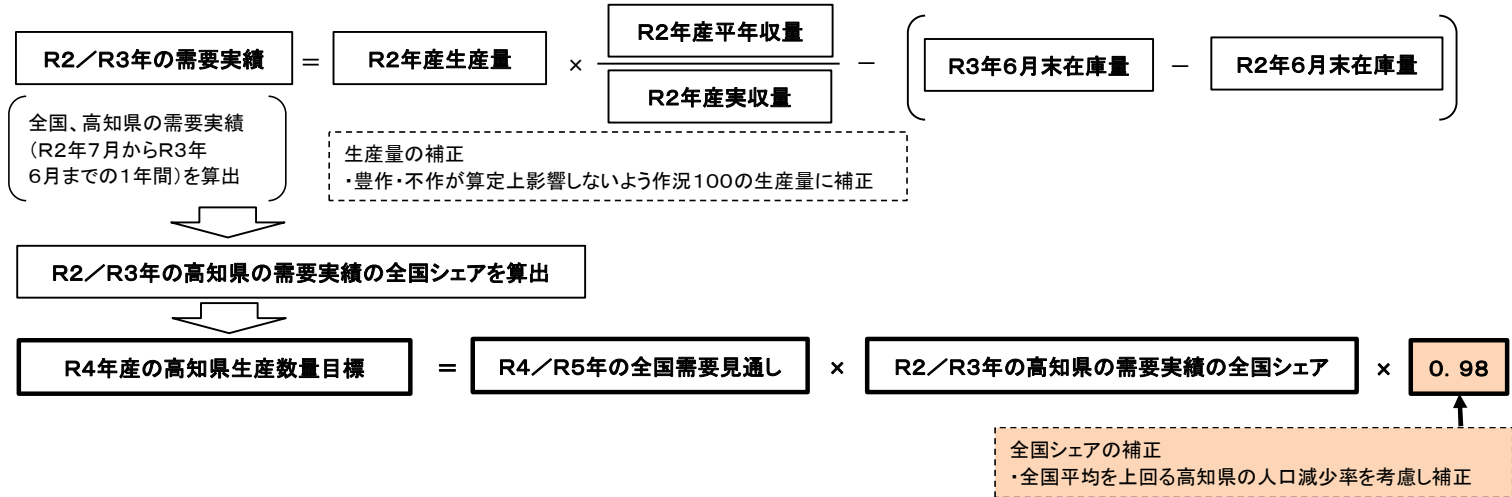 R2/R3年の需要実績 = R2年産生産量 × R2年産平年収量 － R3年6月末在庫量 － R2年6月末在庫量
R2年産実収量
全国、高知県の需要実績
(R2年7月からR3年
6月までの1年間)を算出
生産量の補正
・豊作・不作が算定上影響しないよう作況100の生産量に補正
R2/R3年の高知県の需要実績の全国シェアを算出
R4年産の高知県生産数量目標 = R4/R5年の全国需要見通し × R2/R3年の高知県の需要実績の全国シェア × 0.98
全国シェアの補正
・全国平均を上回る高知県の人口減少率を考慮し補正